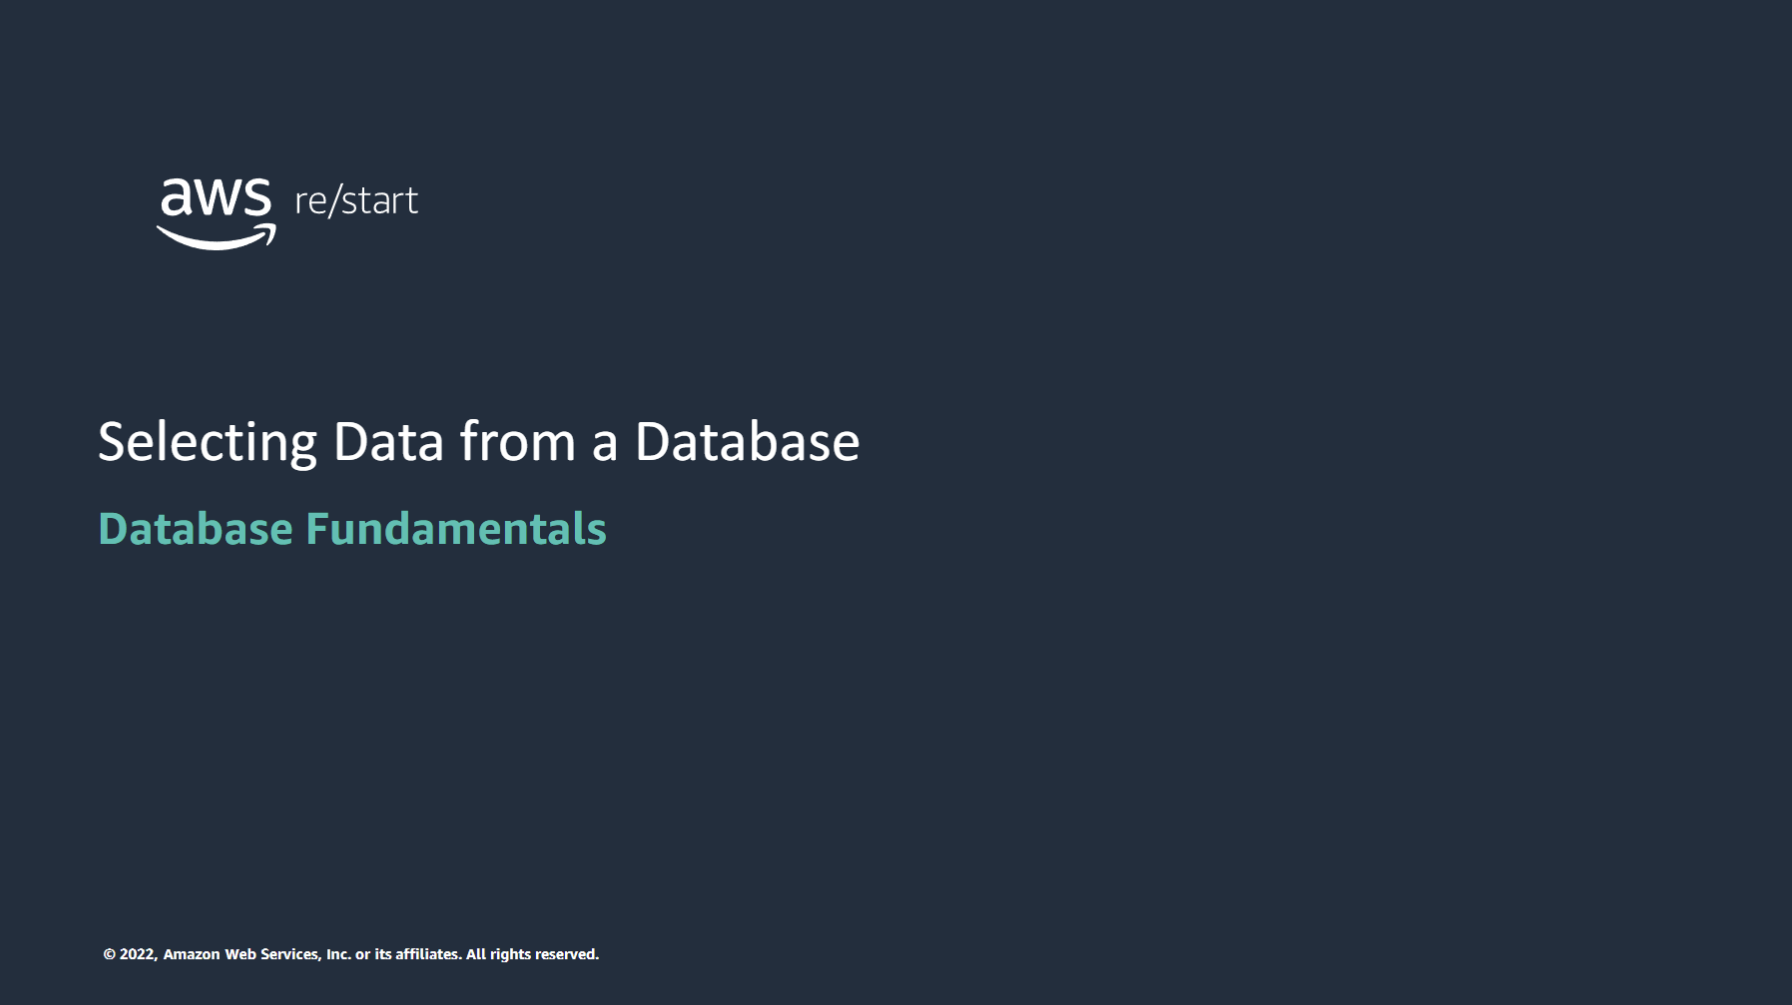 aws re/start
Selecting Data from a Database
Database Fundamentals
© 2022, Amazon Web Services, Inc. or its affiliates. All rights reserved.